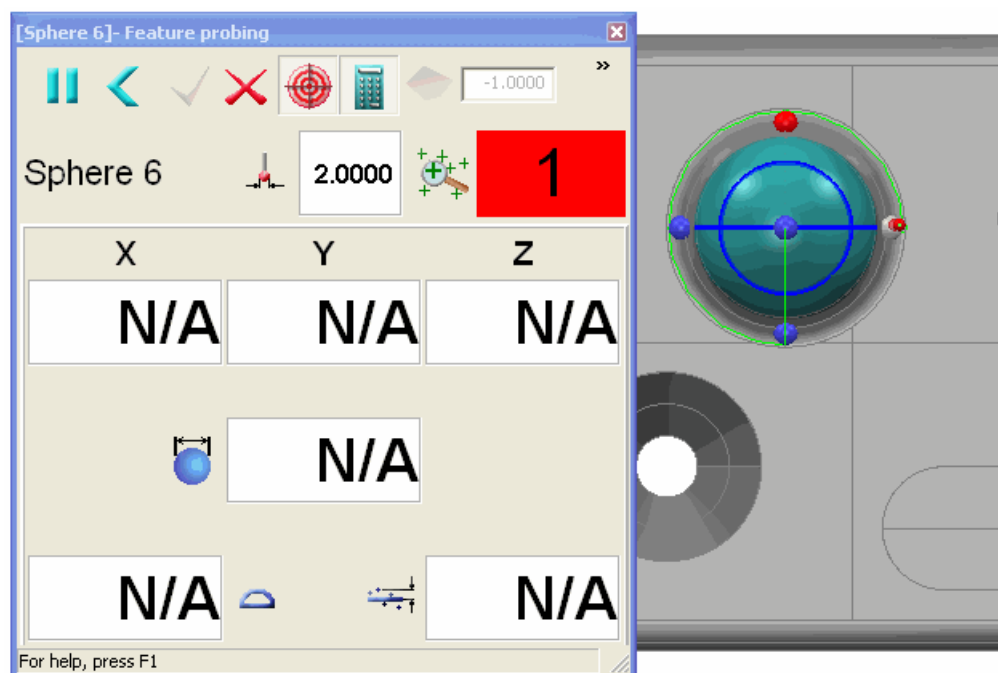 [Sphere 6]- Feature probing
» 
-1.0000
Sphere 6 2.0000 1
X Y Z
N/A N/A N/A
N/A
N/A N/A
For help, press F1